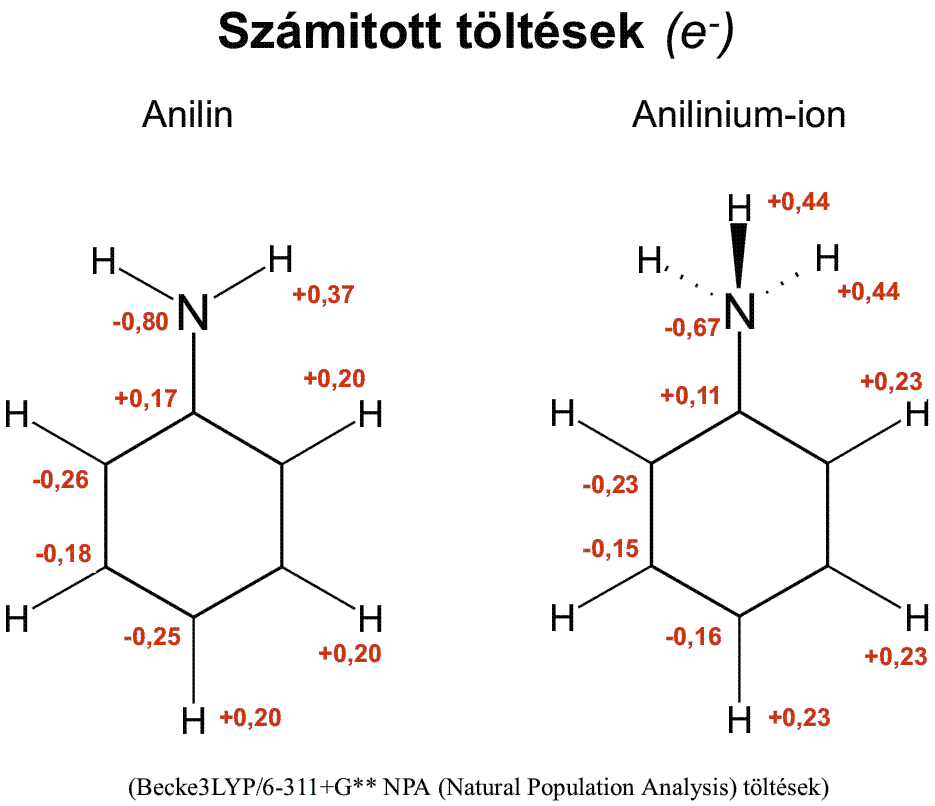 Számitott töltések (e-)
Anilin
Anilinium-ion
H
+0,44
H
H
H
H
+0,37
+0,44
-0,80
N
-0,67
N
+0,20
+0,23
+0,17
+0,11
H
H
H
H
-0,26
-0,23
-0,18
-0,15
H
H
H
H
-0,25
-0,16
+0,20
+0,23
H
+0,20
H
+0,23
(Becke3LYP/6-311+G** NPA (Natural Population Analysis) töltések)